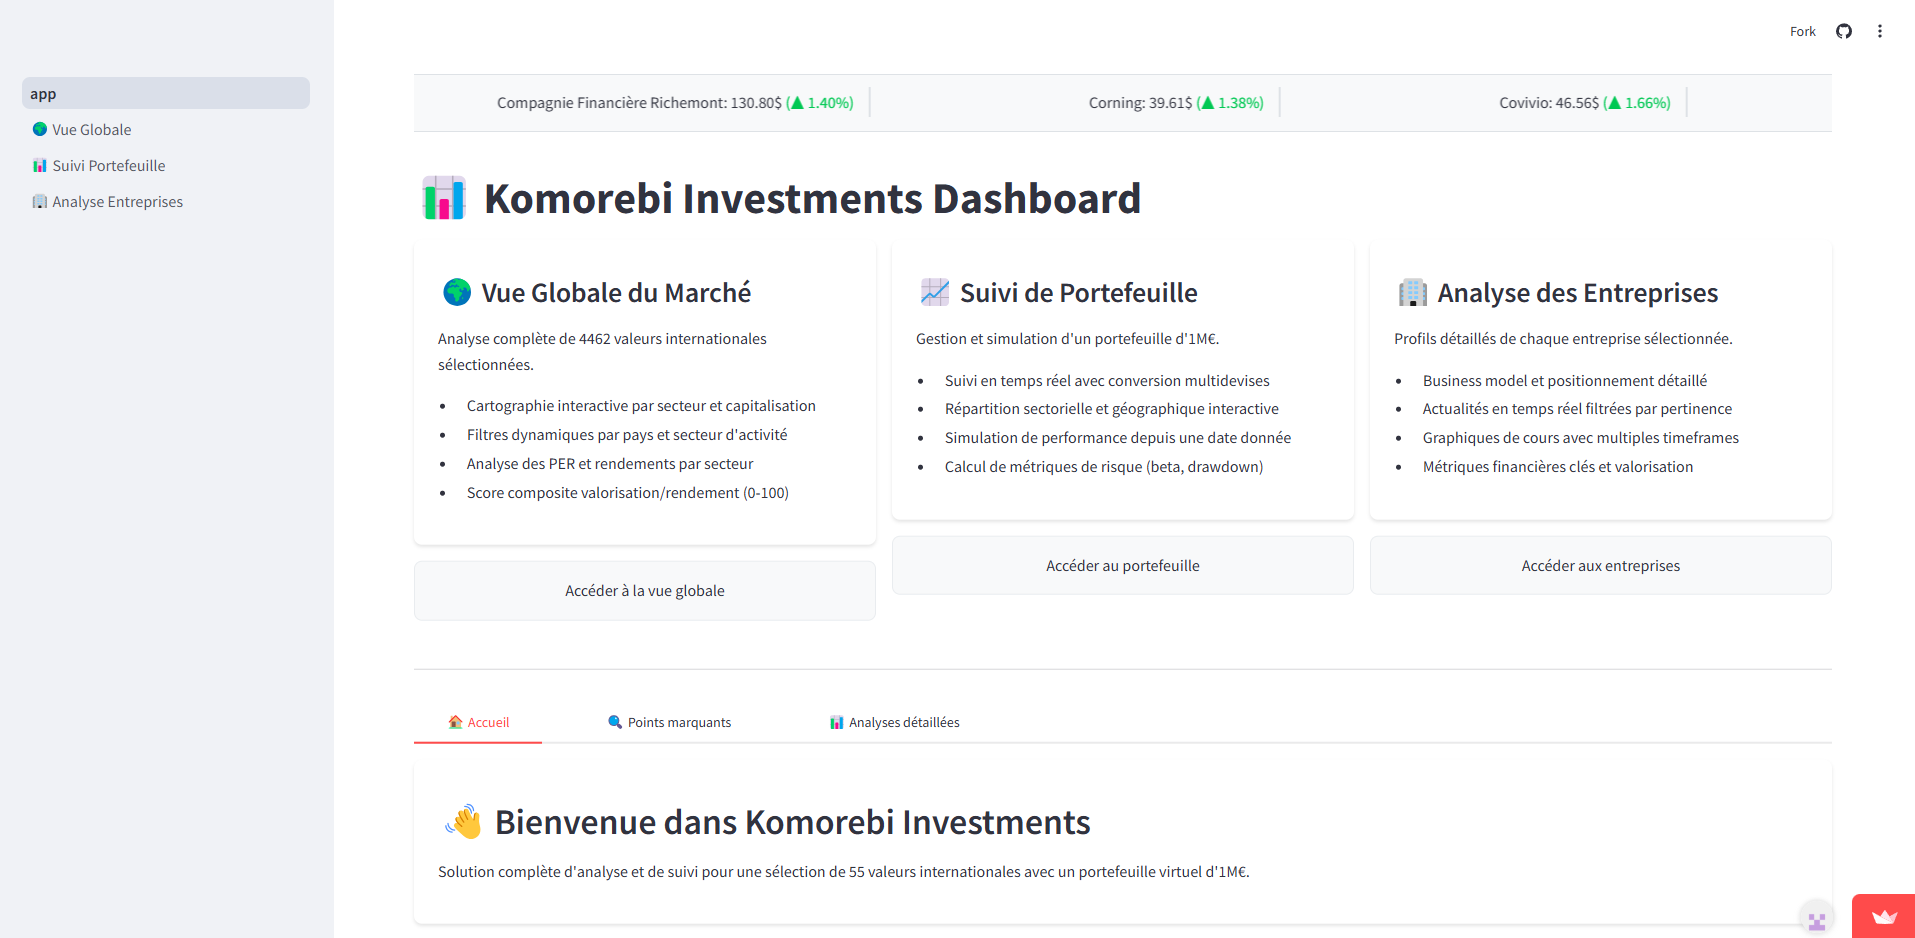 Fork
app
Vue Globale
Suivi Portefeuille
Analyse Entreprises
Compagnie Financière Richemont: 130.80$ (▲ 1.40%)
Corning: 39.61$ (▲ 1.38%)
Covivio: 46.56$ (▲ 1.66%)
Komorebi Investments Dashboard
Vue Globale du Marché
Analyse complète de 4462 valeurs internationales
sélectionnées.
• Cartographie interactive par secteur et capitalisation
• Filtres dynamiques par pays et secteur d'activité
• Analyse des PER et rendements par secteur
• Score composite valorisation/rendement (0-100)
Accéder à la vue globale
Suivi de Portefeuille
Gestion et simulation d'un portefeuille d'1M€.
• Suivi en temps réel avec conversion multidevises
• Répartition sectorielle et géographique interactive
• Simulation de performance depuis une date donnée
• Calcul de métriques de risque (beta, drawdown)
Accéder au portefeuille
Analyse des Entreprises
Profils détaillés de chaque entreprise sélectionnée.
• Business model et positionnement détaillé
• Actualités en temps réel filtrées par pertinence
• Graphiques de cours avec multiples timeframes
• Métriques financières clés et valorisation
Accéder aux entreprises
Accueil
Points marquants
Analyses détaillées
Bienvenue dans Komorebi Investments
Solution complète d'analyse et de suivi pour une sélection de 55 valeurs internationales avec un portefeuille virtuel d'1M€.